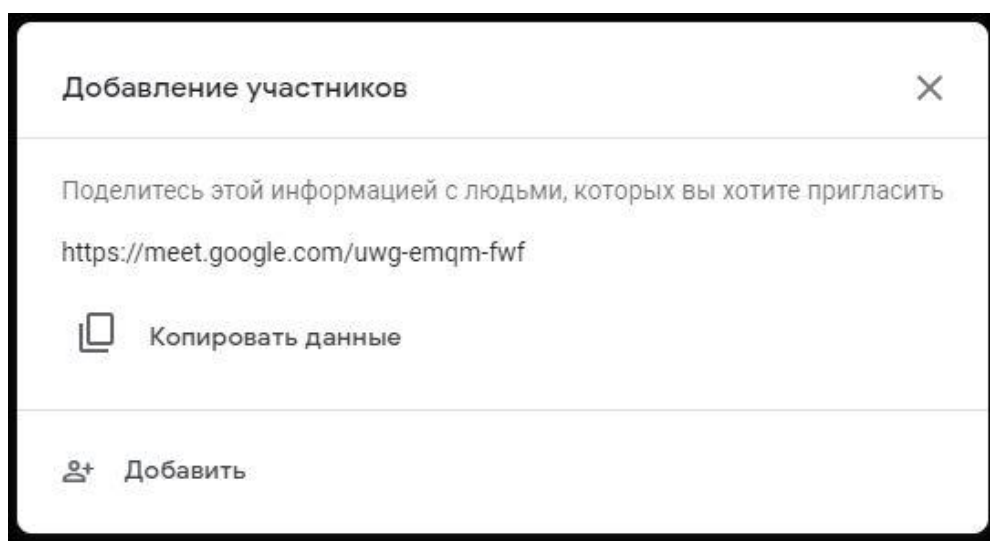 Добавление участников
Поделитесь этой информацией с людьми, которых вы хотите пригласить
https://meet.google.com/uwg-emqm-fwf
Копировать данные
Добавить